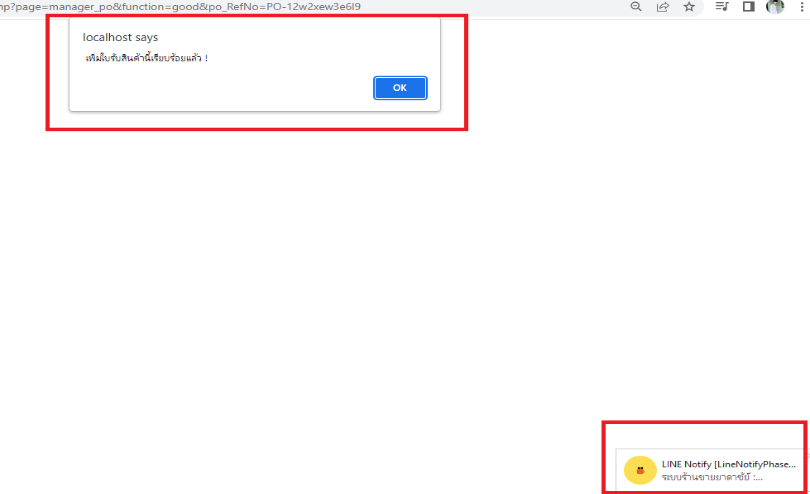 np?page=manager_po&function=good&po_RefNo=PO-12w2xew3e6l9
localhost says
เพิ่มใบรับสินค้านี้เรียบร้อยแล้ว !
OK
LINE Notify [LineNotifyPhase...
ระบบร้านขายยาดาชัย์ :...